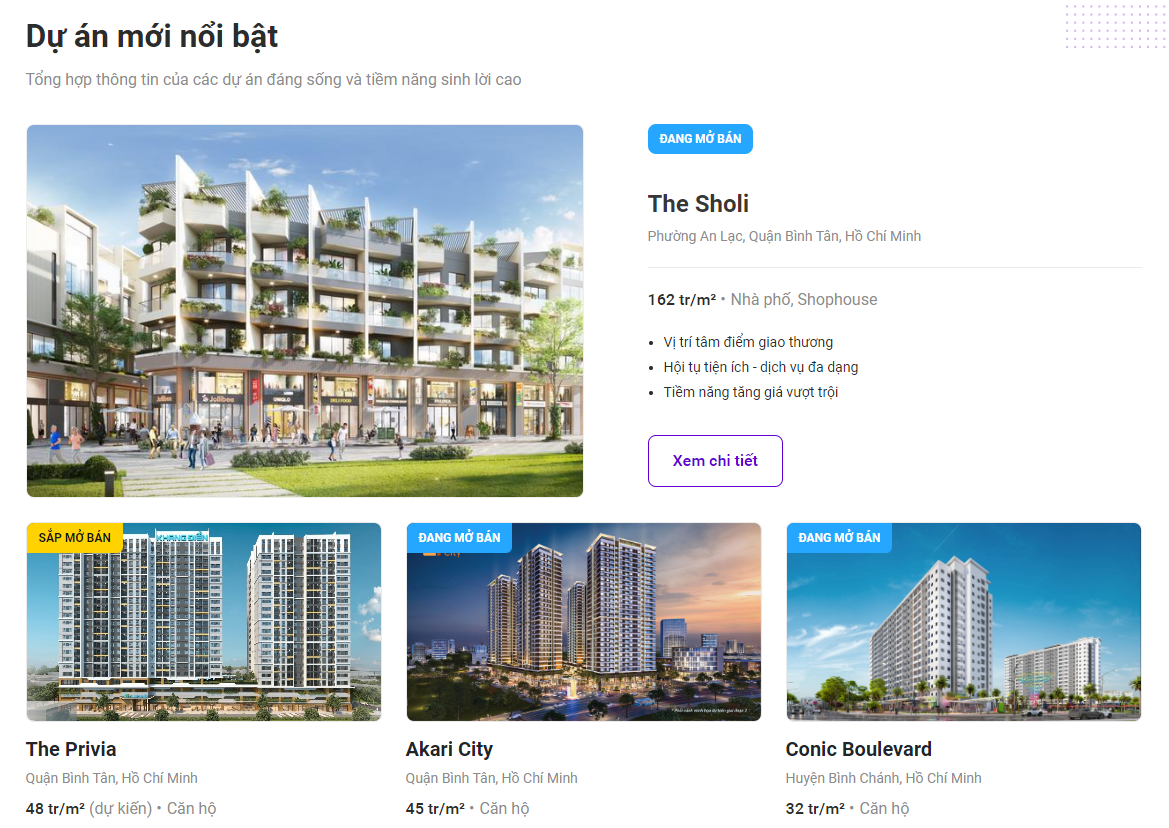 Dự án mới nổi bật
Tổng hợp thông tin của các dự án đáng sống và tiềm năng sinh lời cao
ĐANG MỞ BÁN
The Sholi
Phường An Lạc, Quận Bình Tân, Hồ Chí Minh
162 tr/m² • Nhà phố, Shophouse
• Vị trí tâm điểm giao thương
• Hội tụ tiện ích - dịch vụ đa dạng
• Tiềm năng tăng giá vượt trội
Xem chi tiết
Jollibee
UNIQLO
SẮP MỞ BÁN
KHANG ĐIỀN
The Privia
Quận Bình Tân, Hồ Chí Minh
48 tr/m² (dự kiến) • Căn hộ
ĐANG MỞ BÁN
City
Akari City
Quận Bình Tân, Hồ Chí Minh
45 tr/m² • Căn hộ
ĐANG MỞ BÁN
Conic Boulevard
Huyện Bình Chánh, Hồ Chí Minh
32 tr/m² • Căn hộ